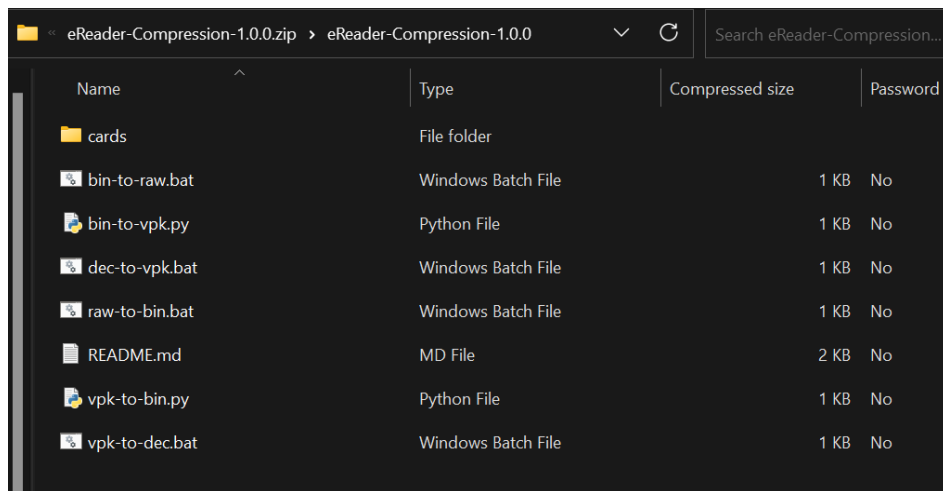 « eReader-Compression-1.0.0.zip > eReader-Compression-1.0.0 Search eReader-Compression...
Name Type Compressed size Password
cards File folder
bin-to-raw.bat Windows Batch File 1 KB No
bin-to-vpk.py Python File 1 KB No
dec-to-vpk.bat Windows Batch File 1 KB No
raw-to-bin.bat Windows Batch File 1 KB No
README.md MD File 2 KB No
vpk-to-bin.py Python File 1 KB No
vpk-to-dec.bat Windows Batch File 1 KB No